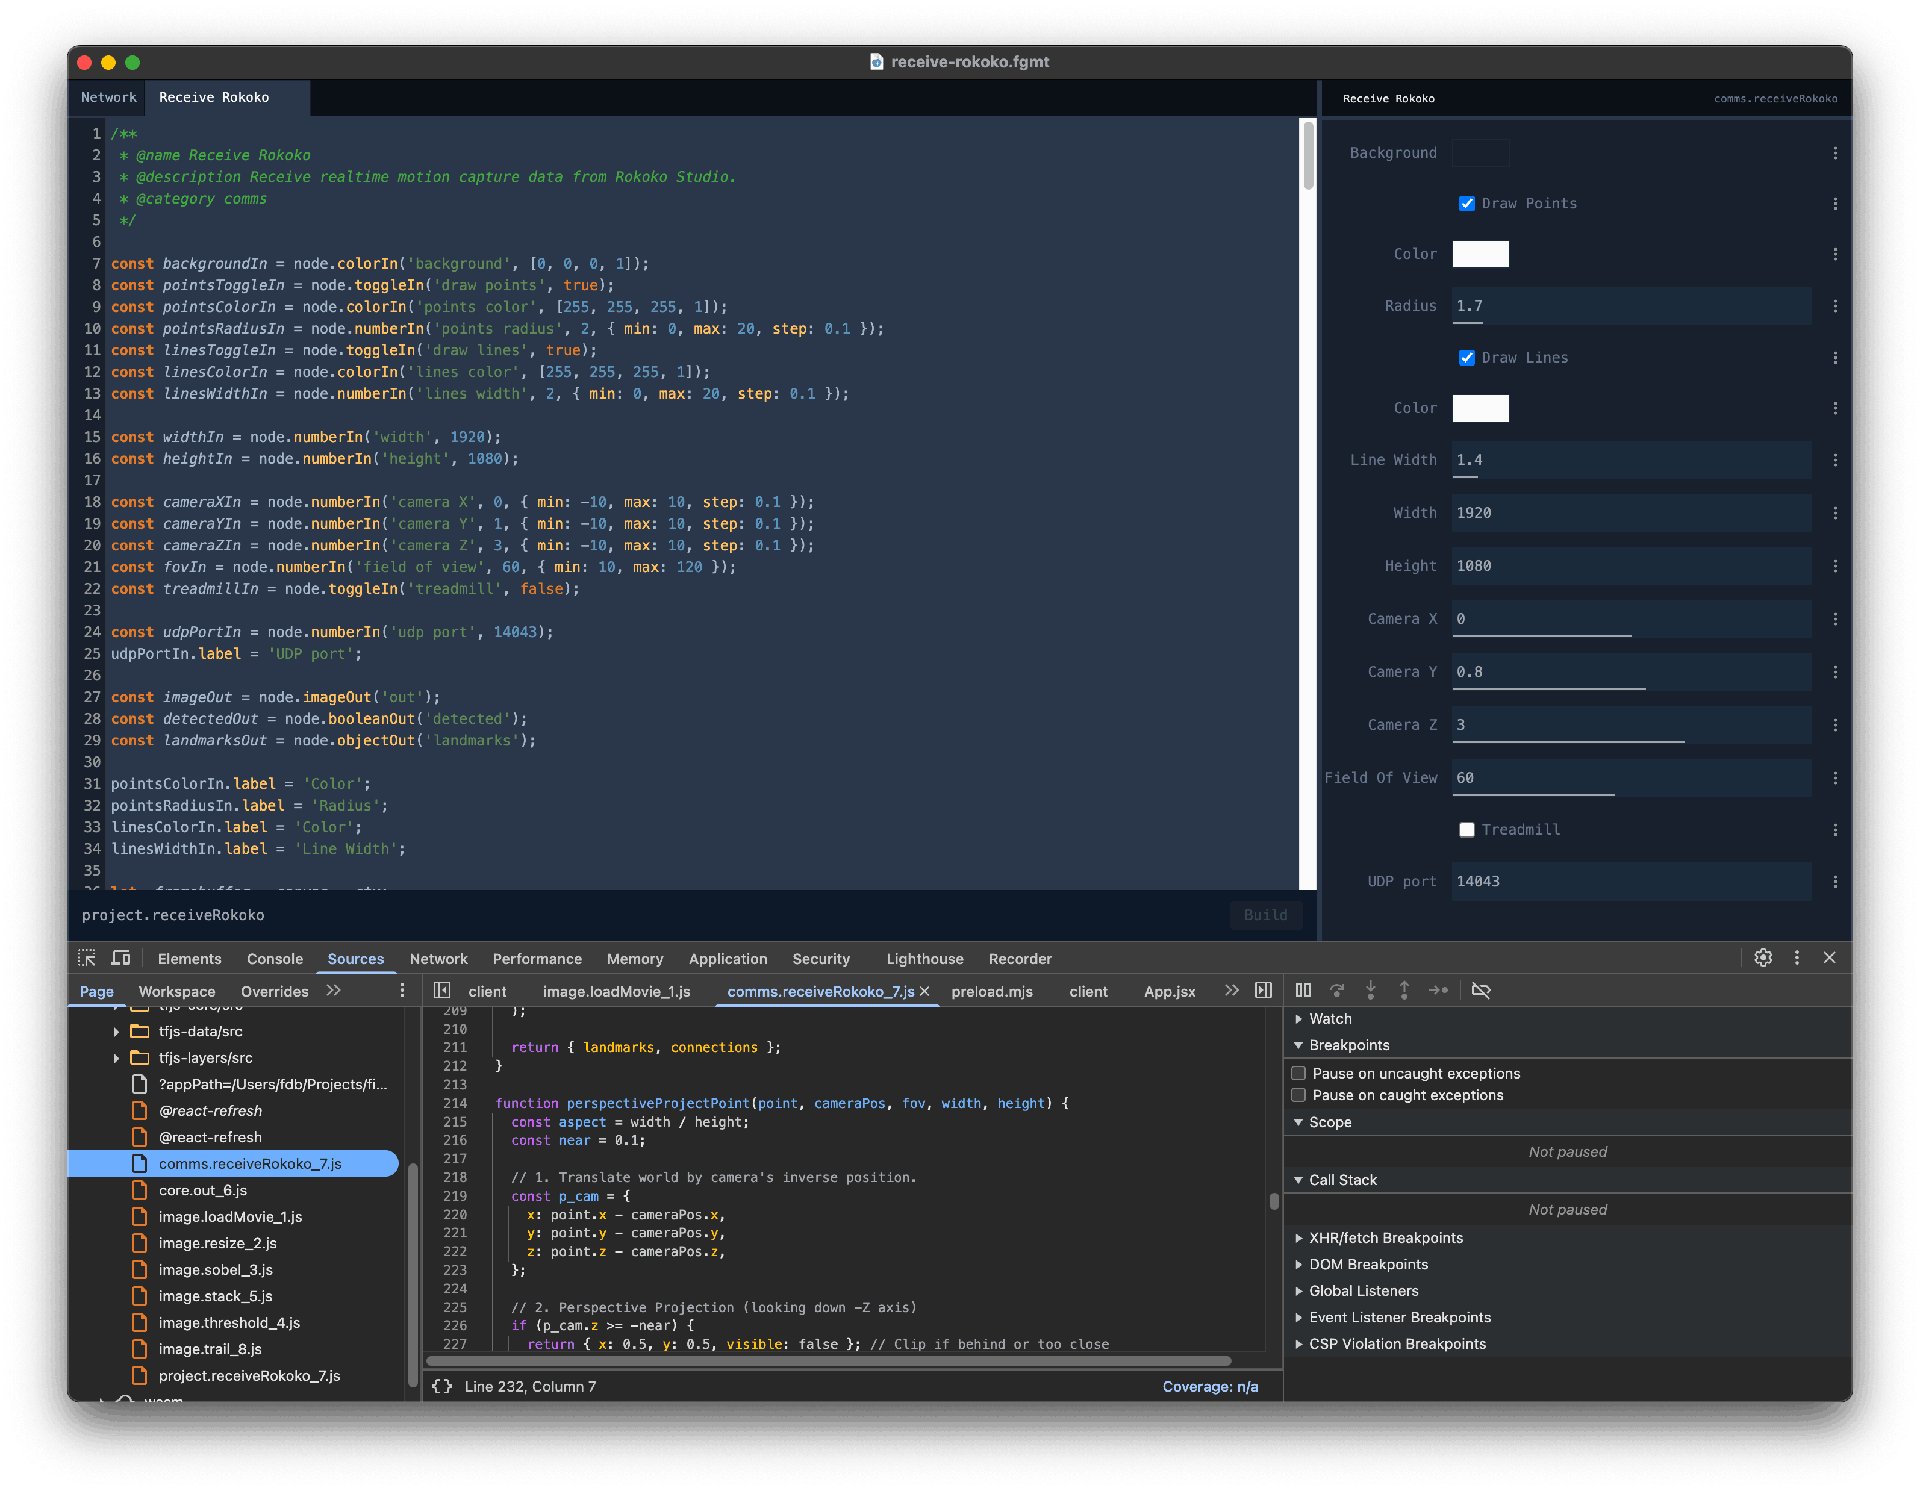 receive-rokoko.fgmt
Network
Receive Rokoko
1 /**
2  * @name Receive Rokoko
3  * @description Receive realtime motion capture data from Rokoko Studio.
4  * @category comms
5  */
6
7 const backgroundIn = node.colorIn('background', [0, 0, 0, 1]);
8 const pointsToggleIn = node.toggleIn('draw points', true);
9 const pointsColorIn = node.colorIn('points color', [255, 255, 255, 1]);
10 const pointsRadiusIn = node.numberIn('points radius', 2, { min: 0, max: 20, step: 0.1 });
11 const linesToggleIn = node.toggleIn('draw lines', true);
12 const linesColorIn = node.colorIn('lines color', [255, 255, 255, 1]);
13 const linesWidthIn = node.numberIn('lines width', 2, { min: 0, max: 20, step: 0.1 });
14
15 const widthIn = node.numberIn('width', 1920);
16 const heightIn = node.numberIn('height', 1080);
17
18 const cameraXIn = node.numberIn('camera X', 0, { min: -10, max: 10, step: 0.1 });
19 const cameraYIn = node.numberIn('camera Y', 1, { min: -10, max: 10, step: 0.1 });
20 const cameraZIn = node.numberIn('camera Z', 3, { min: -10, max: 10, step: 0.1 });
21 const fovIn = node.numberIn('field of view', 60, { min: 10, max: 120 });
22 const treadmillIn = node.toggleIn('treadmill', false);
23
24 const udpPortIn = node.numberIn('udp port', 14043);
25 udpPortIn.label = 'UDP port';
26
27 const imageOut = node.imageOut('out');
28 const detectedOut = node.booleanOut('detected');
29 const landmarksOut = node.objectOut('landmarks');
30
31 pointsColorIn.label = 'Color';
32 pointsRadiusIn.label = 'Radius';
33 linesColorIn.label = 'Color';
34 linesWidthIn.label = 'Line Width';
35
project.receiveRokoko
Build
Receive Rokoko
comms.receiveRokoko
Background
Draw Points
Color
Radius 1.7
Draw Lines
Color
Line Width 1.4
Width 1920
Height 1080
Camera X 0
Camera Y 0.8
Camera Z 3
Field Of View 60
Treadmill
UDP port 14043
Elements Console Sources Network Performance Memory Application Security Lighthouse Recorder
Page Workspace Overrides
tfjs-core/src
tfjs-data/src
tfjs-layers/src
?appPath=/Users/fdb/Projects/fi...
@react-refresh
@react-refresh
comms.receiveRokoko_7.js
core.out_6.js
image.loadMovie_1.js
image.resize_2.js
image.sobel_3.js
image.stack_5.js
image.threshold_4.js
image.trail_8.js
project.receiveRokoko_7.js
wasm
client image.loadMovie_1.js comms.receiveRokoko_7.js preload.mjs client App.jsx
209 );
210
211 return { landmarks, connections };
212 }
213
214 function perspectiveProjectPoint(point, cameraPos, fov, width, height) {
215 const aspect = width / height;
216 const near = 0.1;
217
218 // 1. Translate world by camera's inverse position.
219 const p_cam = {
220 x: point.x - cameraPos.x,
221 y: point.y - cameraPos.y,
222 z: point.z - cameraPos.z,
223 };
224
225 // 2. Perspective Projection (looking down -Z axis)
226 if (p_cam.z >= -near) {
227 return { x: 0.5, y: 0.5, visible: false }; // Clip if behind or too close
{} Line 232, Column 7
Coverage: n/a
Watch
Breakpoints
Pause on uncaught exceptions
Pause on caught exceptions
Scope
Not paused
Call Stack
Not paused
XHR/fetch Breakpoints
DOM Breakpoints
Global Listeners
Event Listener Breakpoints
CSP Violation Breakpoints